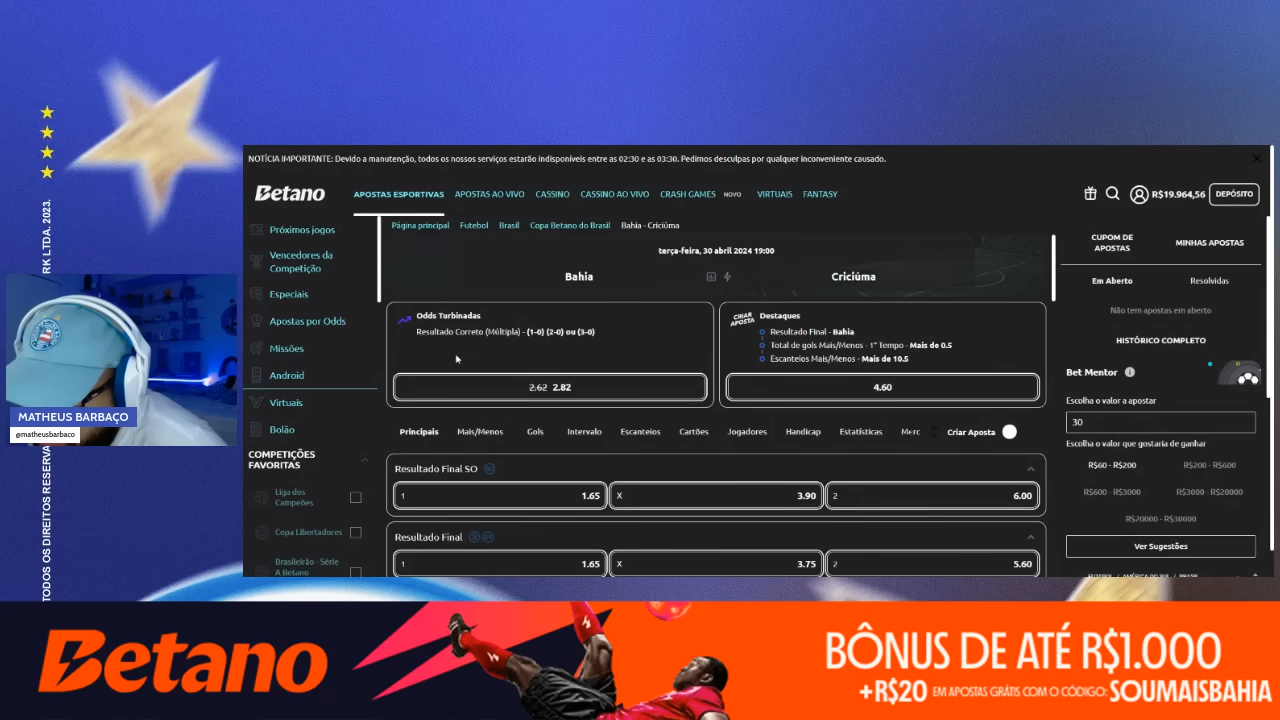 RK LTDA. 2023.
TODOS OS DIREITOS RESERVA
MATHEUS BARBAÇO
@matheusbarbaco
NOTÍCIA IMPORTANTE: Devido a manutenção, todos os nossos serviços estarão indisponíveis entre as 02:30 e as 03:30. Pedimos desculpas por qualquer inconveniente causado.
Betano
APOSTAS ESPORTIVAS
APOSTAS AO VIVO
CASSINO
CASSINO AO VIVO
CRASH GAMES NOVO
VIRTUAIS
FANTASY
R$19.964,56
DEPÓSITO
Próximos jogos
Vencedores da
Competição
Especiais
Apostas por Odds
Missões
Android
Virtuais
Bolão
COMPETIÇÕES
FAVORITAS
Liga dos
Campeões
Copa Libertadores
Brasileirão - Série
A Betano
Página principal Futebol Brasil Copa Betano do Brasil Bahia - Criciúma
terça-feira, 30 abril 2024 19:00
Bahia Criciúma
Odds Turbinadas
Resultado Correto (Múltipla) - (1-0) (2-0) ou (3-0)
2.62 2.82
CRIAR
APOSTA
Destaques
Resultado Final - Bahia
Total de gols Mais/Menos - 1° Tempo - Mais de 0.5
Escanteios Mais/Menos - Mais de 10.5
4.60
Principais Mais/Menos Gols Intervalo Escanteios Cartões Jogadores Handicap Estatísticas Merc Criar Aposta
Resultado Final SO
1 1.65 X 3.90 2 6.00
Resultado Final
1 1.65 X 3.75 2 5.60
CUPOM DE
APOSTAS
MINHAS APOSTAS
Em Aberto Resolvidas
Não tem apostas em aberto
HISTÓRICO COMPLETO
Bet Mentor
Escolha o valor a apostar
30
Escolha o valor que gostaria de ganhar
R$60 - R$200 R$200 - R$600
R$600 - R$3000 R$3000 - R$20000
R$20000 - R$30000
Ver Sugestões
Betano
BÔNUS DE ATÉ R$1.000
+R$20 EM APOSTAS GRÁTIS COM O CÓDIGO: SOUMAISBAHIA